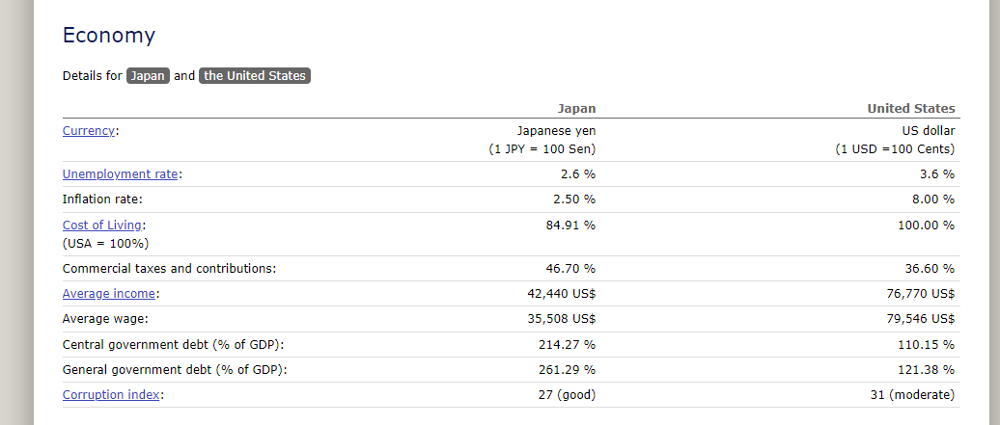 Economy
Details for Japan and the United States
Japan United States
Currency: Japanese yen US dollar
(1 JPY = 100 Sen) (1 USD =100 Cents)
Unemployment rate: 2.6 % 3.6 %
Inflation rate: 2.50 % 8.00 %
Cost of Living: 84.91 % 100.00 %
(USA = 100%)
Commercial taxes and contributions: 46.70 % 36.60 %
Average income: 42,440 US$ 76,770 US$
Average wage: 35,508 US$ 79,546 US$
Central government debt (% of GDP): 214.27 % 110.15 %
General government debt (% of GDP): 261.29 % 121.38 %
Corruption index: 27 (good) 31 (moderate)